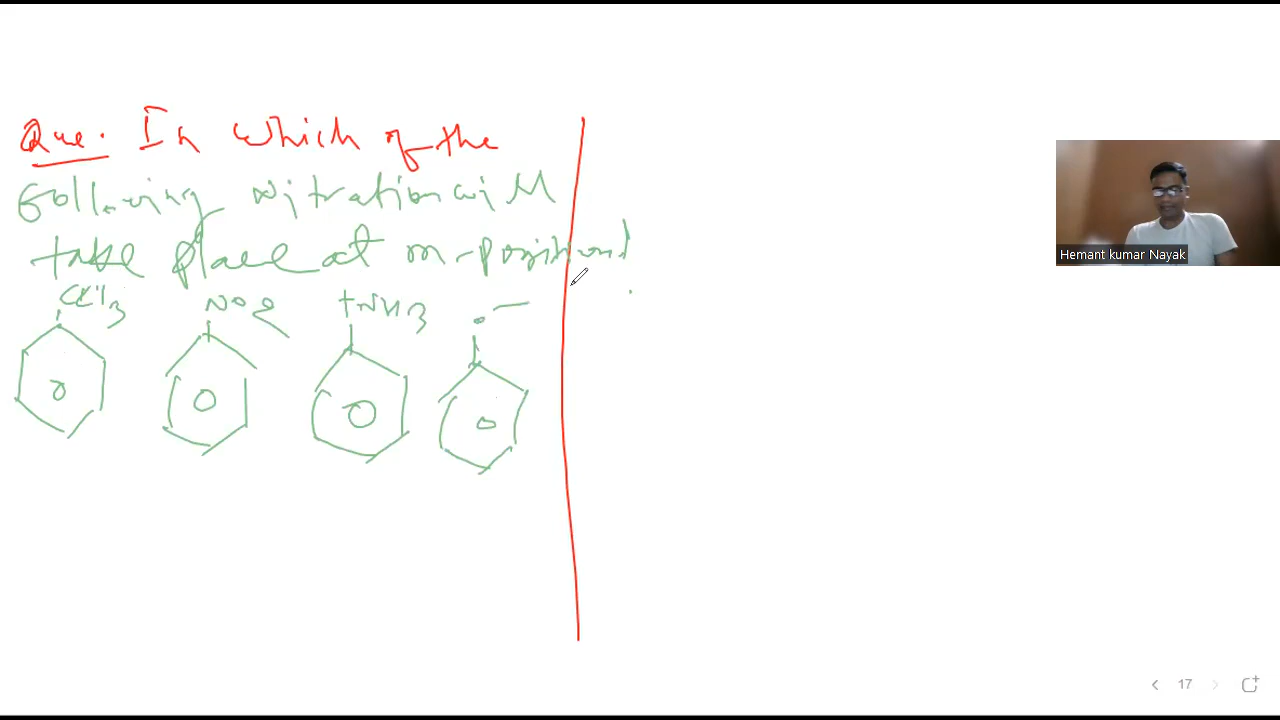 Que. In which of the
following nitration will
take place at m-position?
CCl3 NO2 +NH3 O-
Hemant kumar Nayak
17